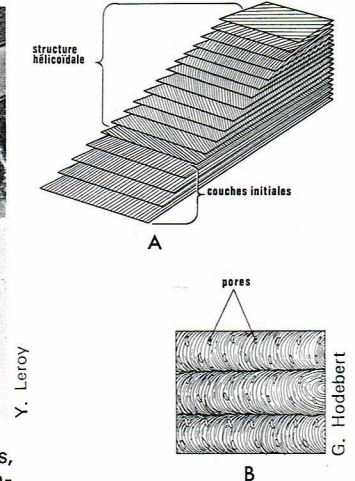 structure
hélicoïdale
couches initiales
A
pores
Y. Leroy
G. Hodebert
s,
B